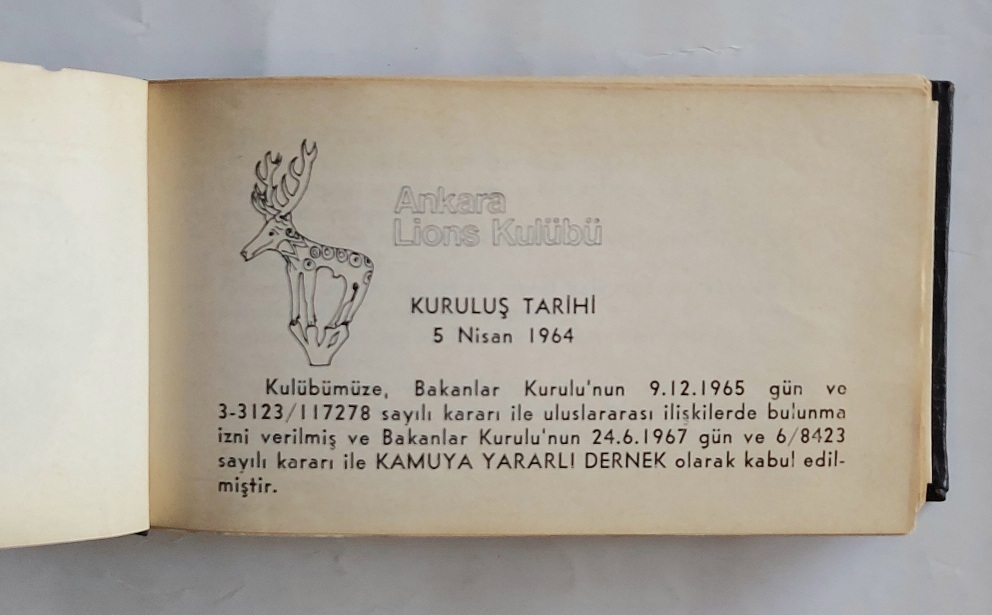 Ankara
Lions Kulübü
KURULUŞ TARİHİ
5 Nisan 1964
Kulübümüze, Bakanlar Kurulu'nun 9.12.1965 gün ve
3-3123/117278 sayılı kararı ile uluslararası ilişkilerde bulunma
izni verilmiş ve Bakanlar Kurulu'nun 24.6.1967 gün ve 6/8423
sayılı kararı ile KAMUYA YARARLI DERNEK olarak kabul edil-
miştir.